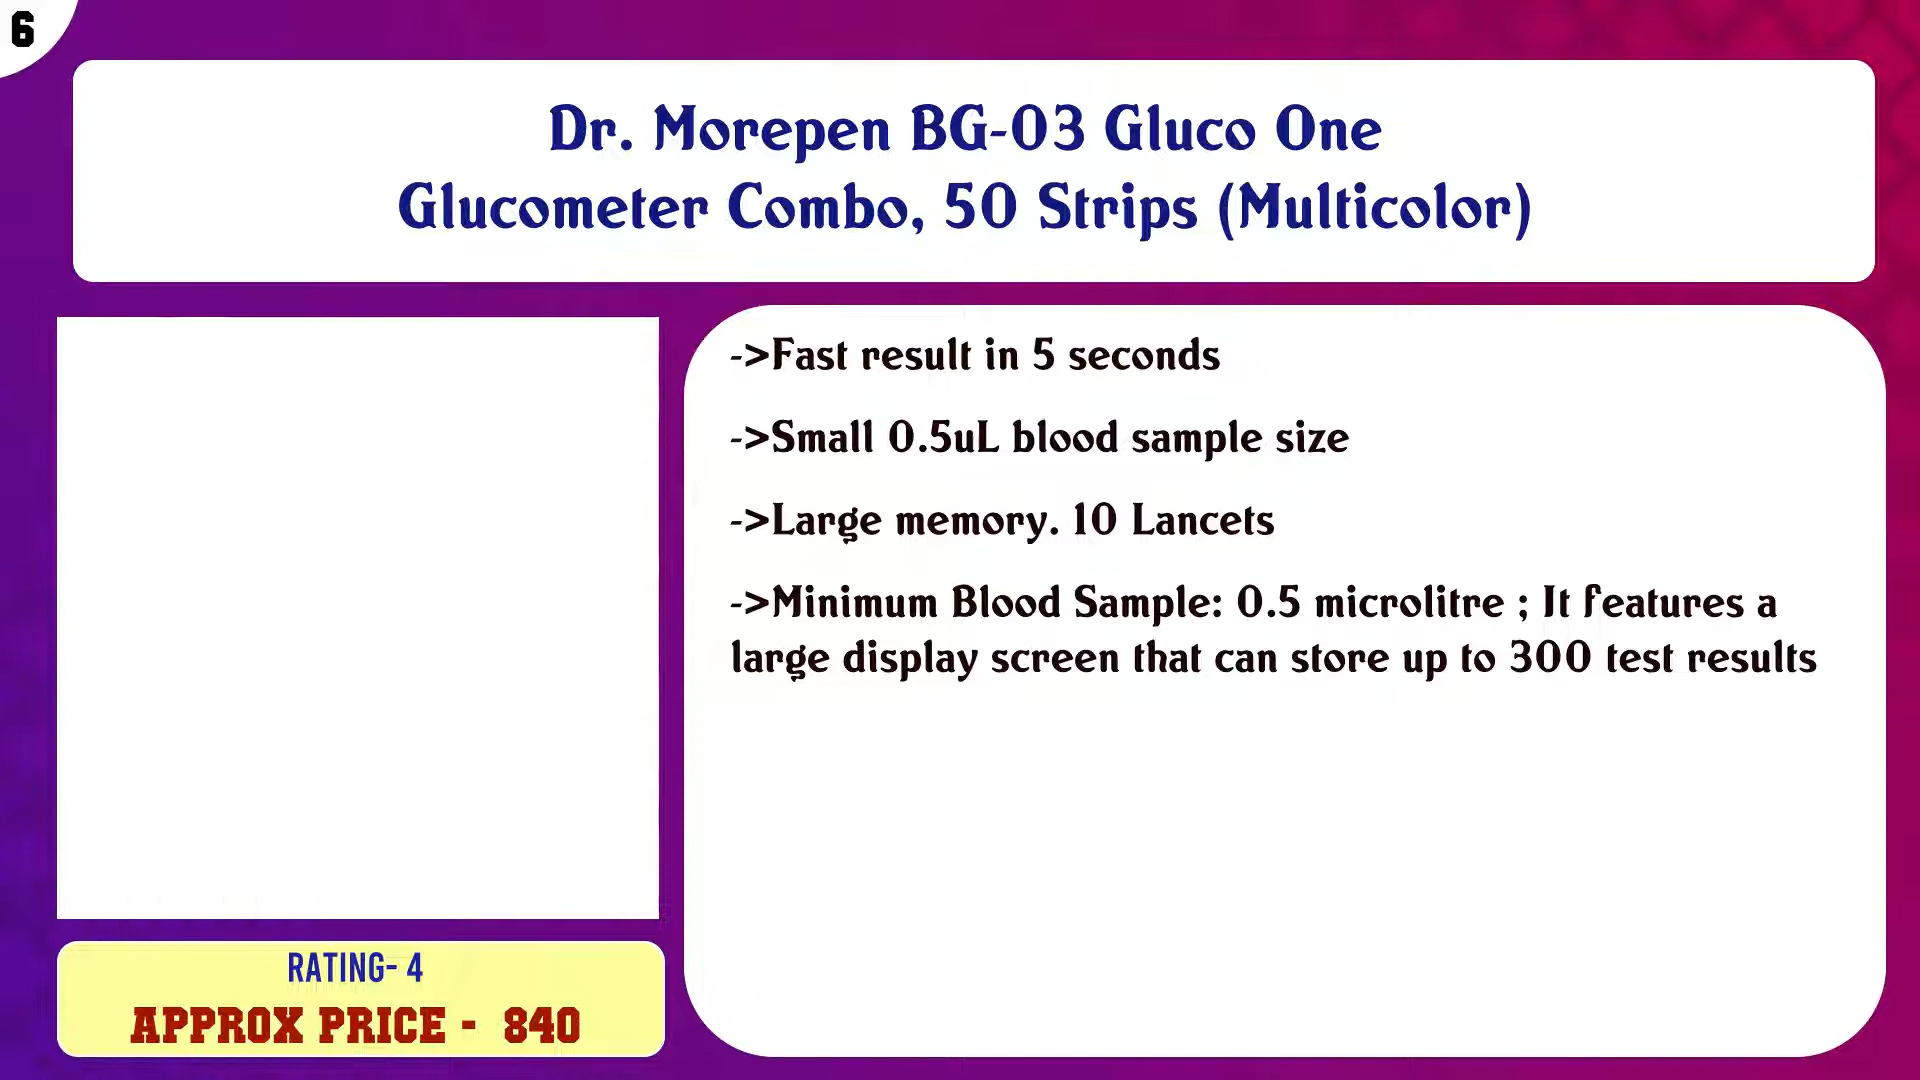 6
Dr. Morepen BG-03 Gluco One
Glucometer Combo, 50 Strips (Multicolor)
->Fast result in 5 seconds
->Small 0.5uL blood sample size
->Large memory. 10 Lancets
->Minimum Blood Sample: 0.5 microlitre ; It features a
large display screen that can store up to 300 test results
RATING- 4
APPROX PRICE - 840